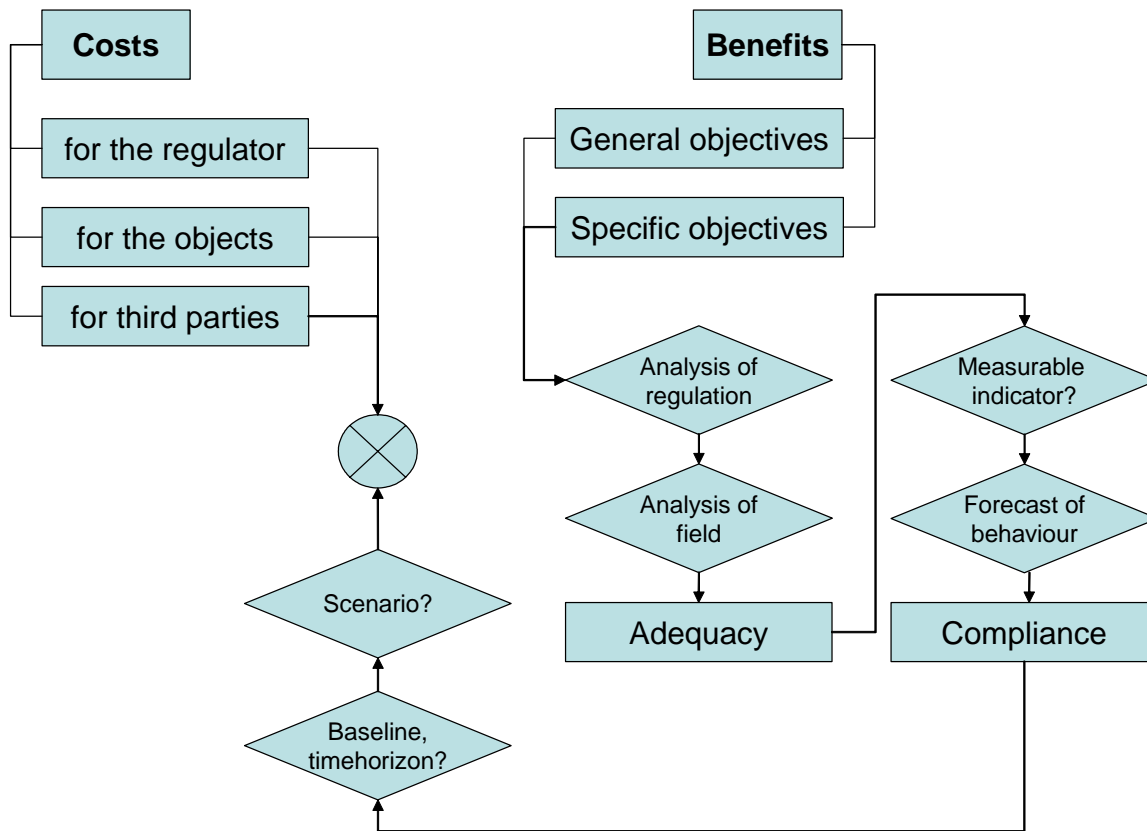 Costs
for the regulator
for the objects
for third parties
Benefits
General objectives
Specific objectives
Analysis of
regulation
Analysis of
field
Adequacy
Measurable
indicator?
Forecast of
behaviour
Compliance
Scenario?
Baseline,
timehorizon?